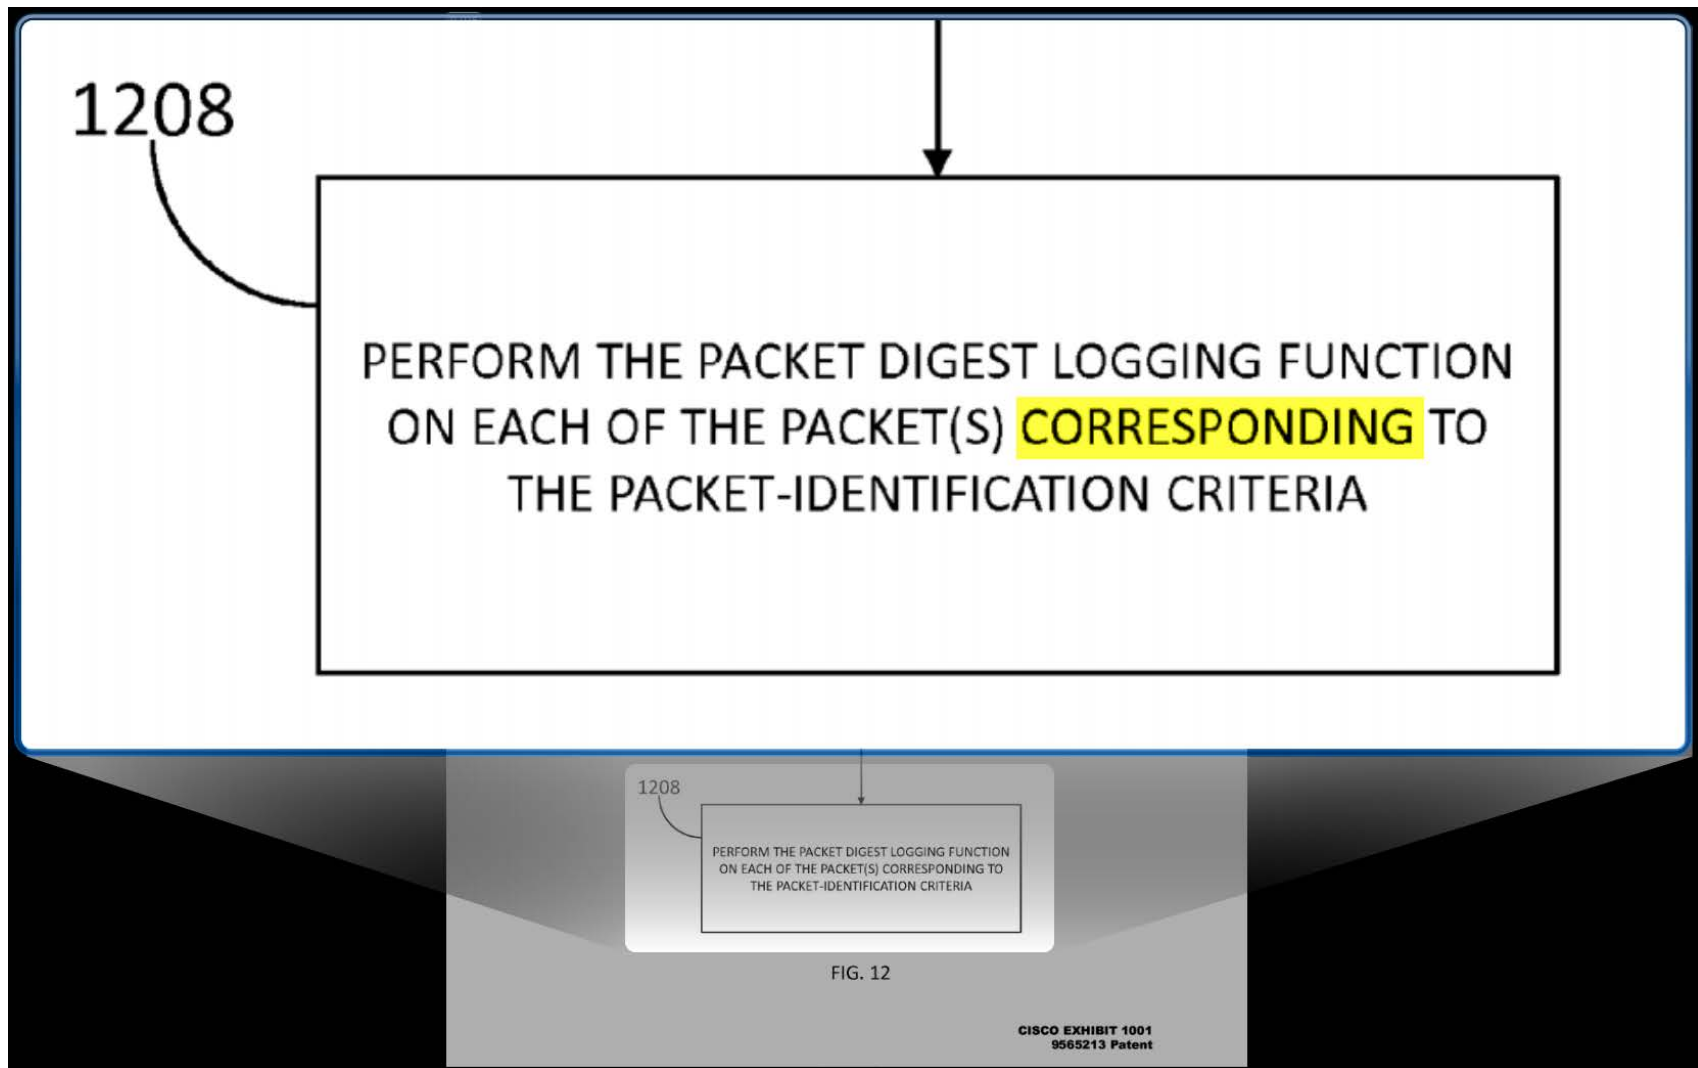 1208
PERFORM THE PACKET DIGEST LOGGING FUNCTION
ON EACH OF THE PACKET(S) CORRESPONDING TO
THE PACKET-IDENTIFICATION CRITERIA
1208
PERFORM THE PACKET DIGEST LOGGING FUNCTION
ON EACH OF THE PACKET(S) CORRESPONDING TO
THE PACKET-IDENTIFICATION CRITERIA
FIG. 12
CISCO EXHIBIT 1001
9565213 Patent